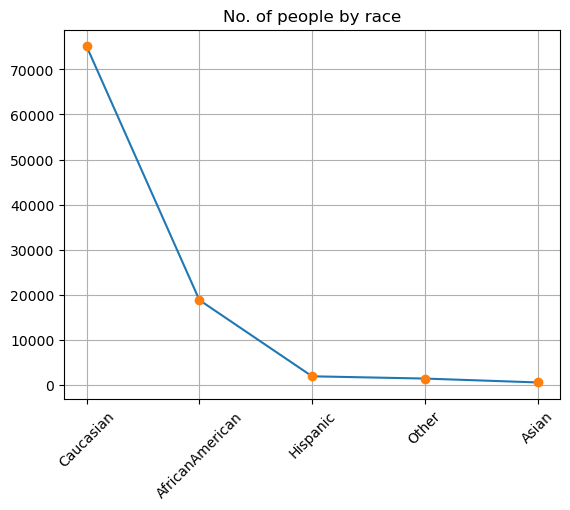 No. of people by race
70000
60000
50000
40000
30000
20000
10000
0
Caucasian
AfricanAmerican
Hispanic
Other
Asian